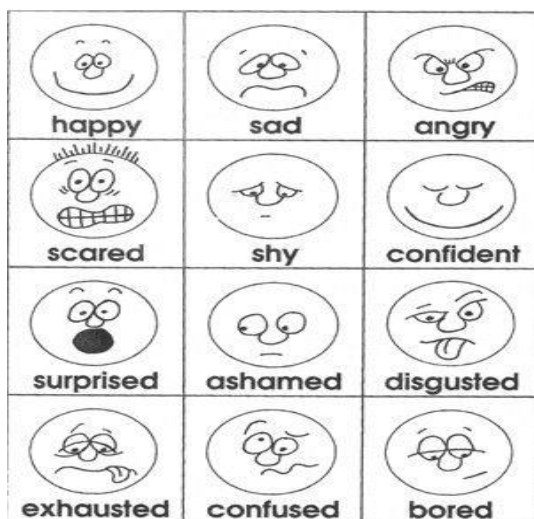 happy sad angry
scared shy confident
surprised ashamed disgusted
exhausted confused bored